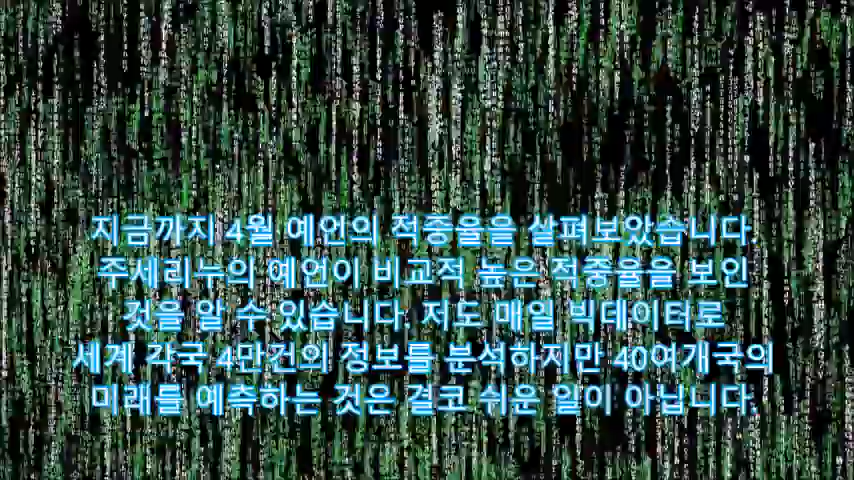 지금까지 4월 예언의 적중율을 살펴보았습니다.
주세리누의 예언이 비교적 높은 적중율을 보인
것을 알 수 있습니다. 저도 매일 빅데이터로
세계 각국 4만건의 정보를 분석하지만 40여개국의
미래를 예측하는 것은 결코 쉬운 일이 아닙니다.